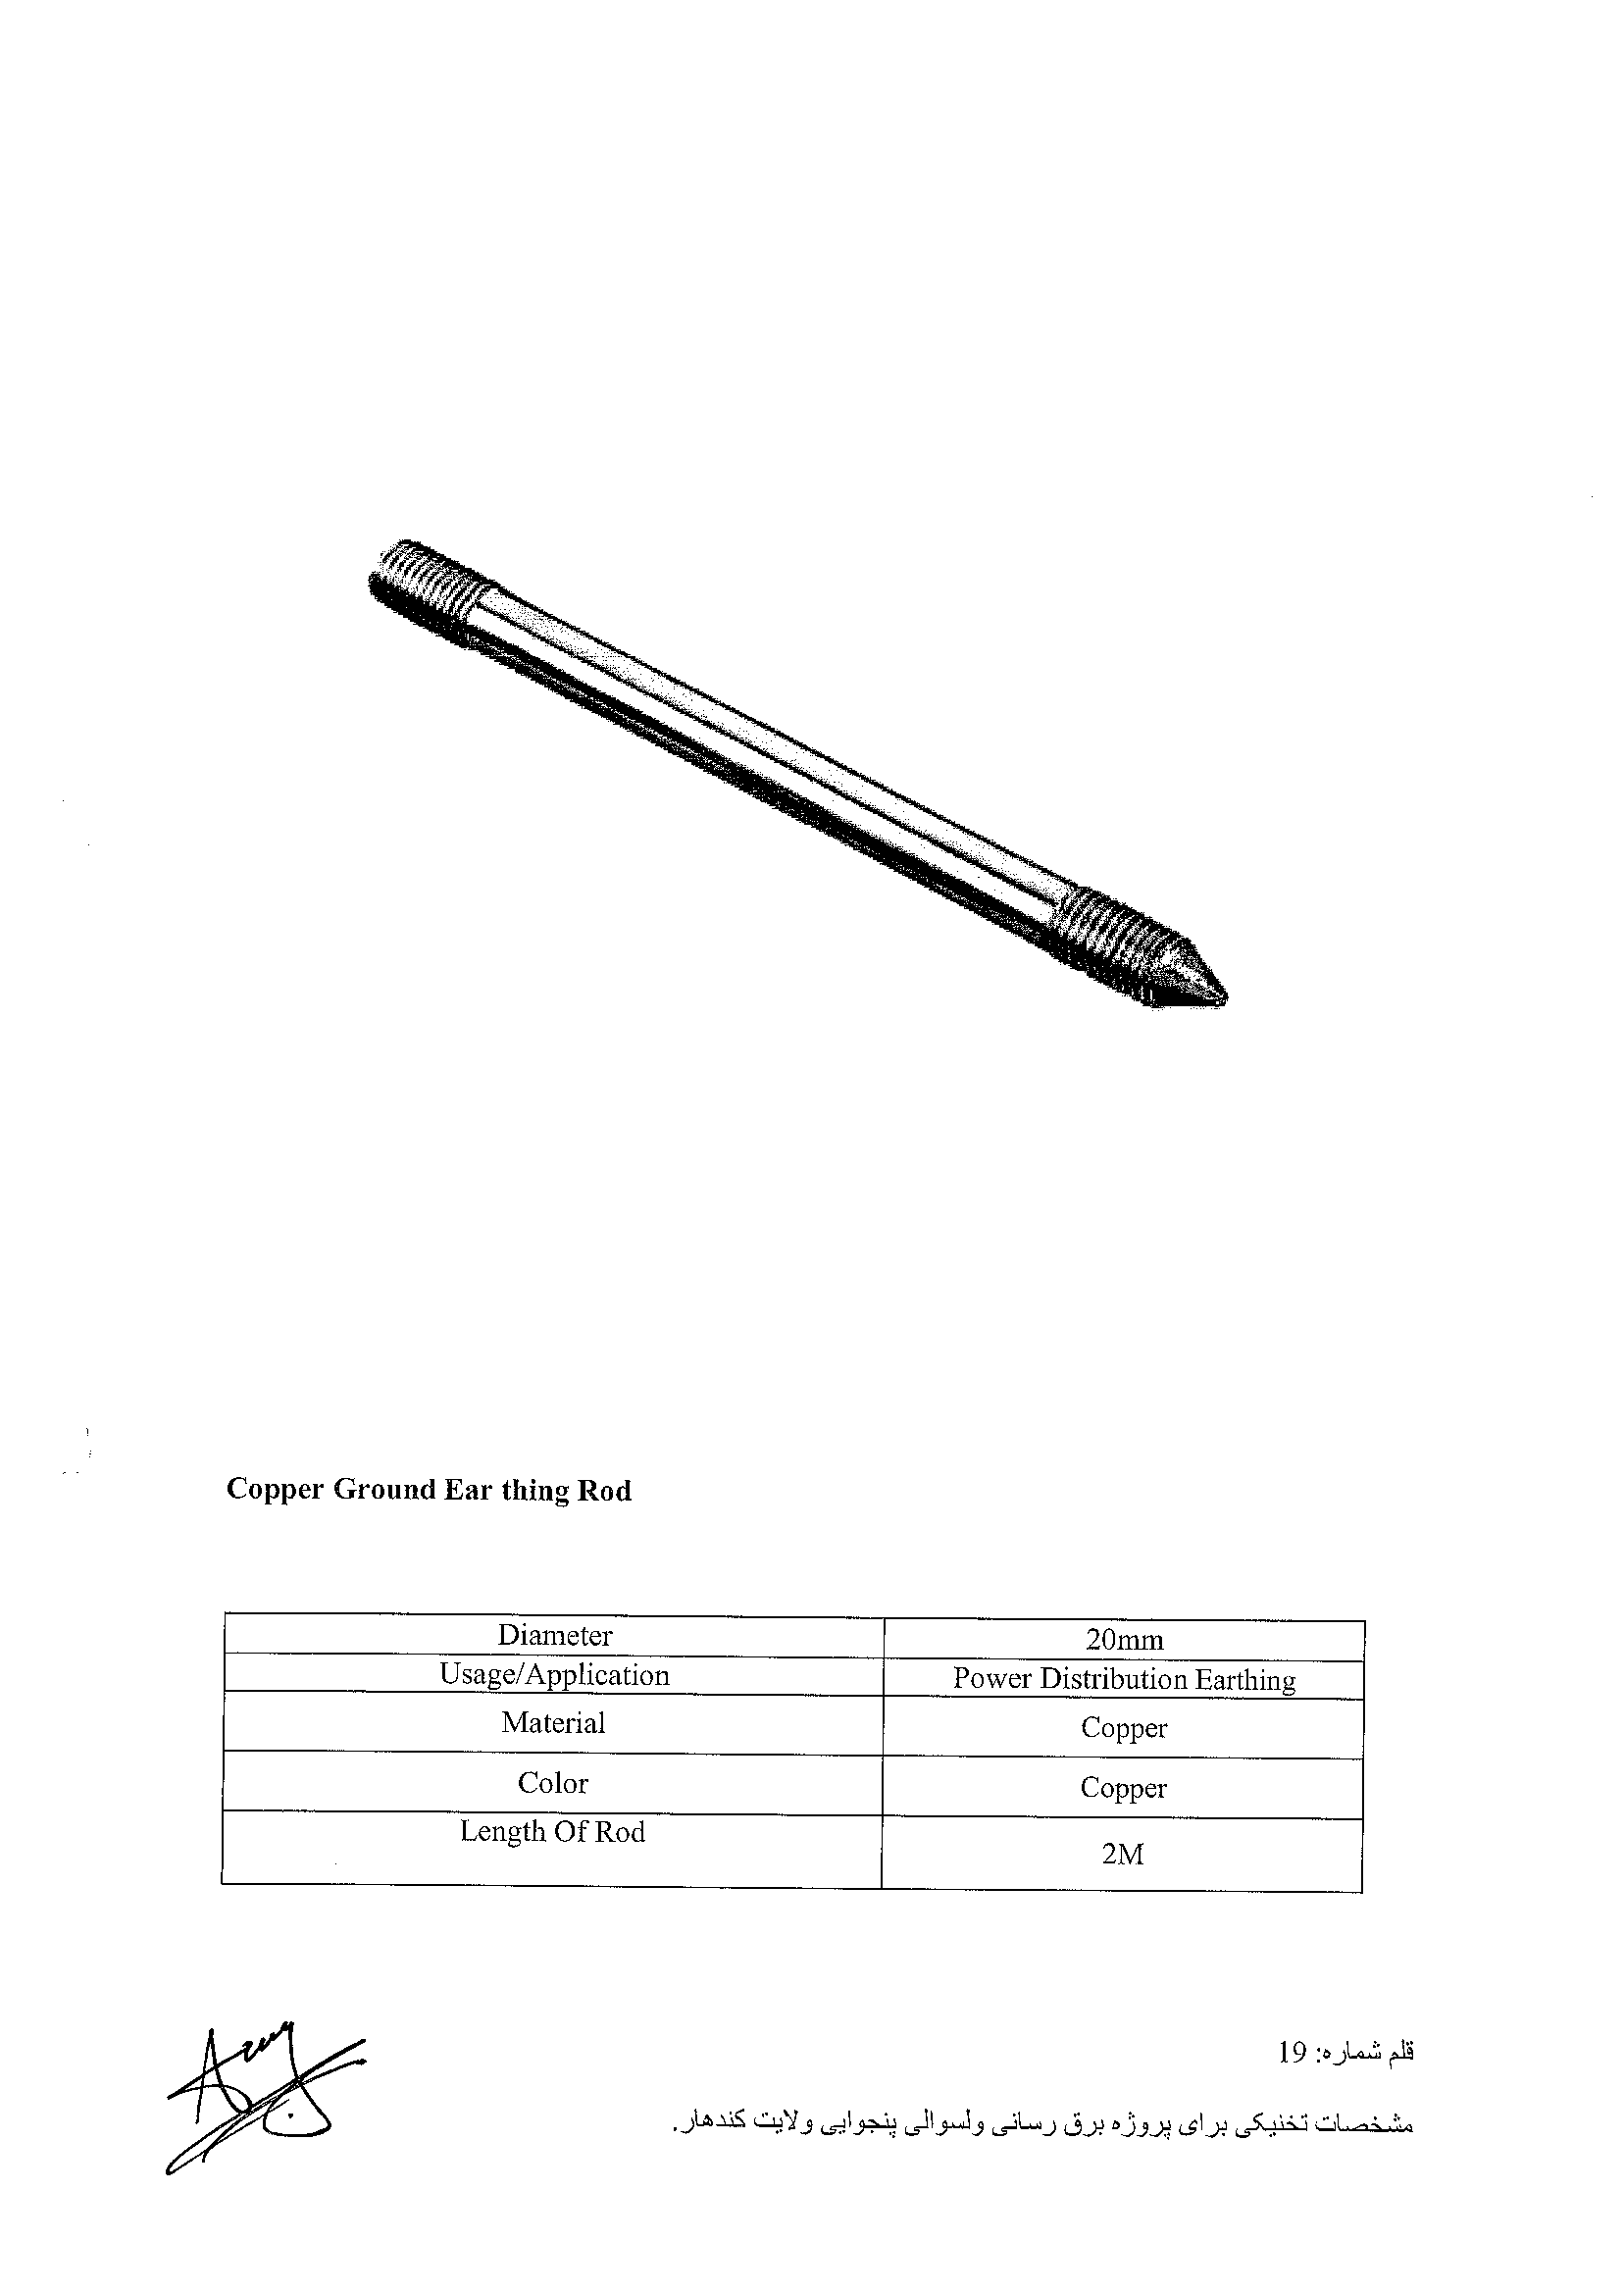 Copper Ground Ear thing Rod
Diameter 20mm
Usage/Application Power Distribution Earthing
Material Copper
Color Copper
Length Of Rod 2M
قلم شماره: 19
مشخصات تخنیکی برای پروژه برق رسانی ولسوالی پنجوایی ولایت کندهار.